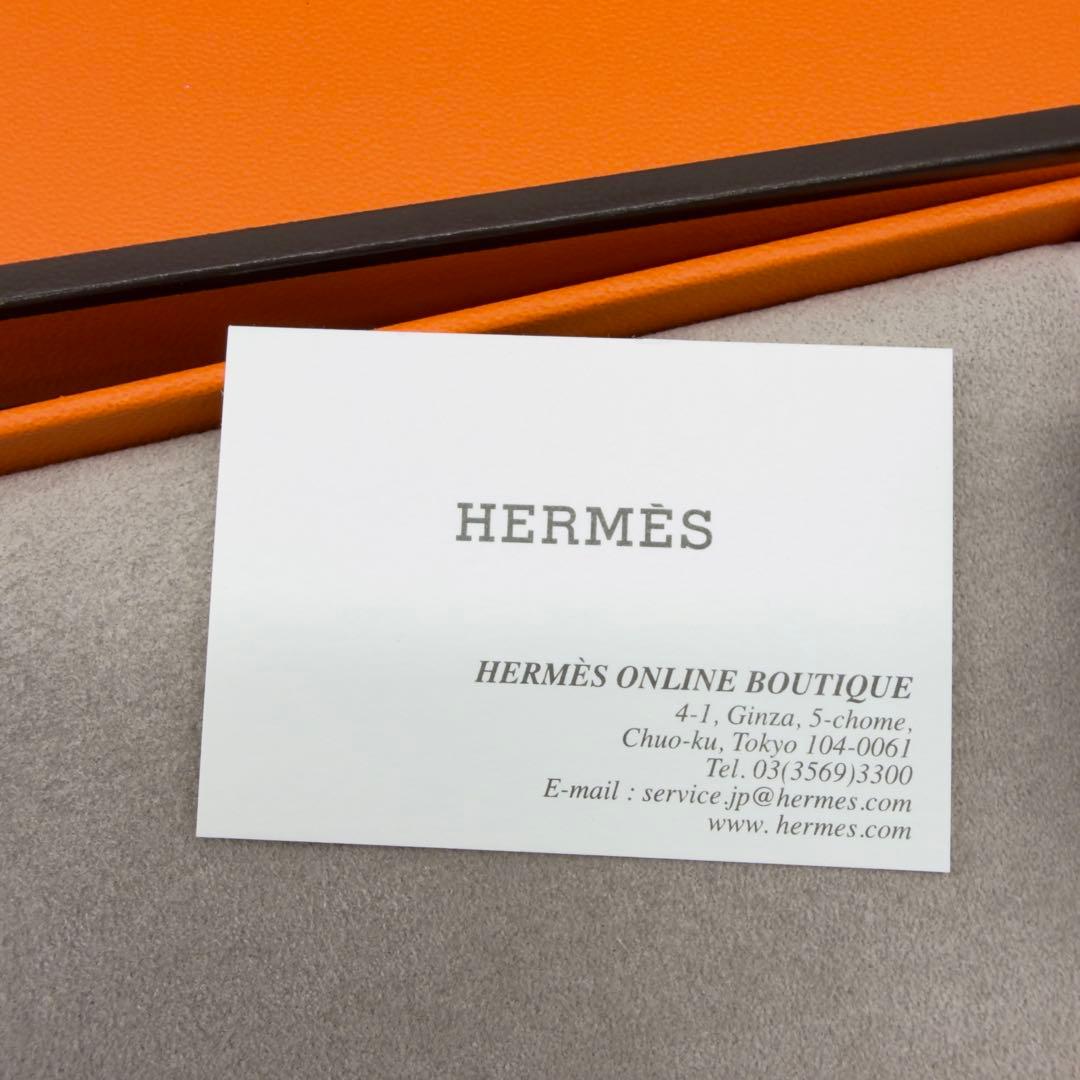 HERMÈS
HERMÈS ONLINE BOUTIQUE
4-1, Ginza, 5-chome,
Chuo-ku, Tokyo 104-0061
Tel. 03(3569)3300
E-mail : service.jp@hermes.com
www. hermes.com